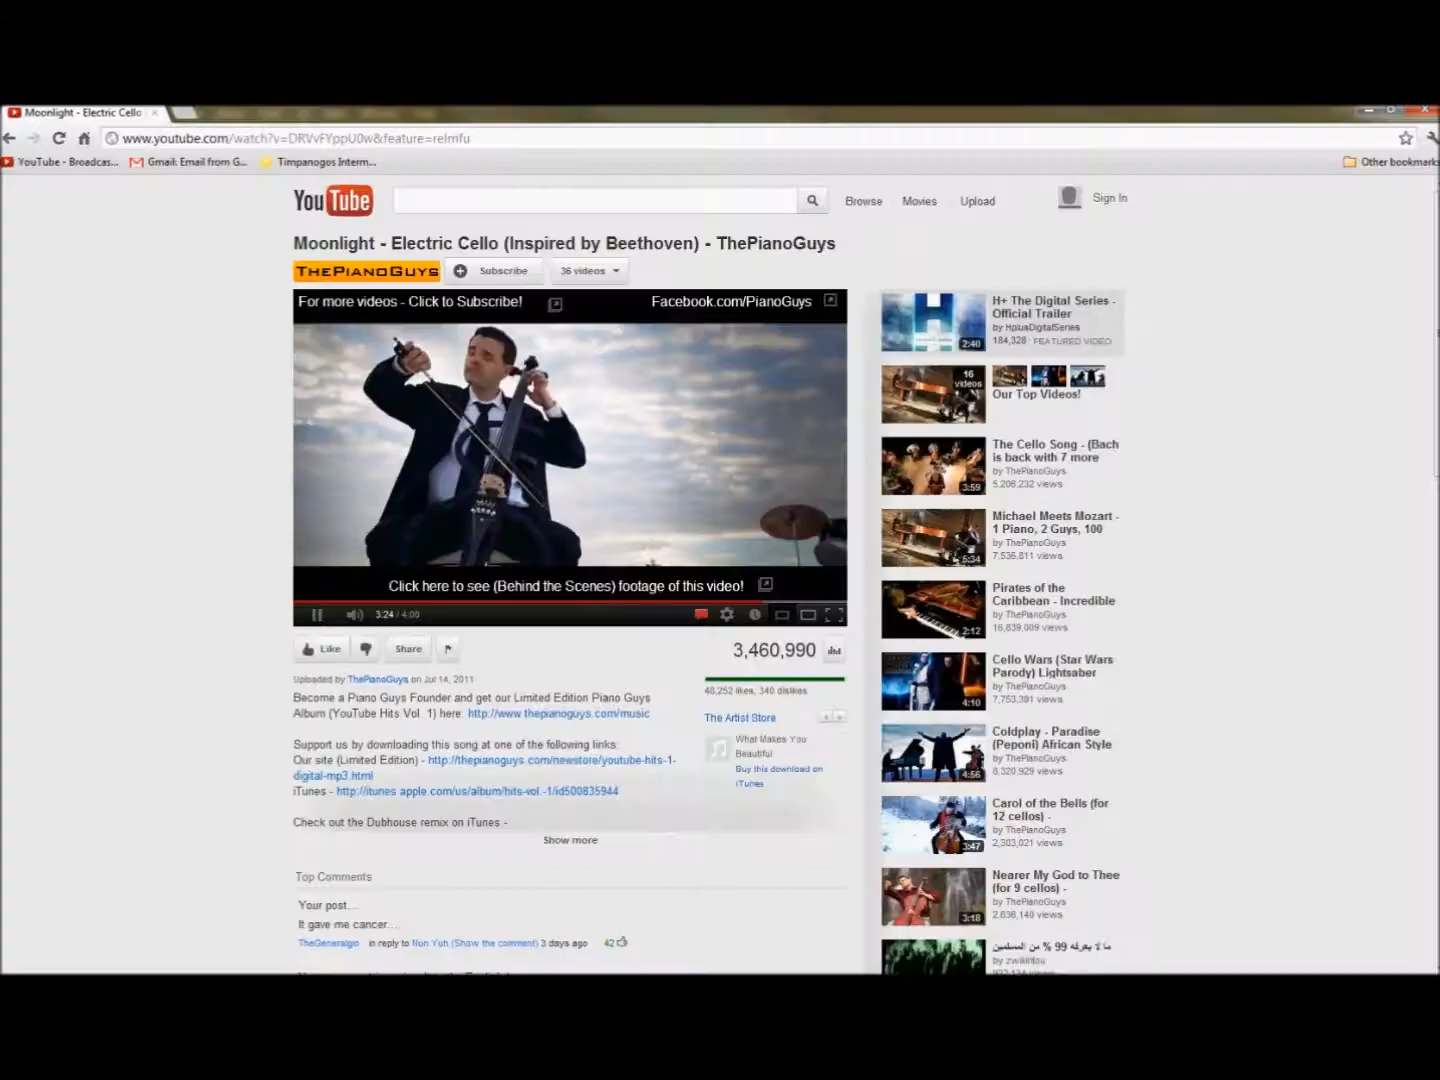 Moonlight - Electric Cello
www.youtube.com/watch?v=DRVvFYppU0w&feature=relmfu
YouTube - Broadcas...
Gmail: Email from G...
Timpanogos Interm...
Other bookmarks
You Tube
Browse
Movies
Upload
Sign In
Moonlight - Electric Cello (Inspired by Beethoven) - ThePianoGuys
THEPIANOGUYS
Subscribe
36 videos
For more videos - Click to Subscribe!
Facebook.com/PianoGuys
Click here to see (Behind the Scenes) footage of this video!
3:24 / 4:00
Like
Share
3,460,990
Uploaded by ThePianoGuys on Jul 14, 2011
48,252 likes, 340 dislikes
Become a Piano Guys Founder and get our Limited Edition Piano Guys
Album (YouTube Hits Vol. 1) here: http://www.thepianoguys.com/music
Support us by downloading this song at one of the following links:
Our site (Limited Edition) - http://thepianoguys.com/newstore/youtube-hits-1-
digital-mp3.html
iTunes - http://itunes.apple.com/us/album/hits-vol.-1/id500835944
Check out the Dubhouse remix on iTunes -
Show more
The Artist Store
What Makes You
Beautiful
Buy this download on
iTunes
Top Comments
Your post....
It gave me cancer....
TheGeneralgio in reply to Nun Yuh (Show the comment) 3 days ago 42
H+ The Digital Series -
Official Trailer
by HplusDigitalSeries
184,328 FEATURED VIDEO
2:40
16
videos
Our Top Videos!
The Cello Song - (Bach
is back with 7 more
by ThePianoGuys
5,206,232 views
3:59
Michael Meets Mozart -
1 Piano, 2 Guys, 100
by ThePianoGuys
7,536,811 views
5:34
Pirates of the
Caribbean - Incredible
by ThePianoGuys
16,839,009 views
2:12
Cello Wars (Star Wars
Parody) Lightsaber
by ThePianoGuys
7,753,391 views
4:10
Coldplay - Paradise
(Peponi) African Style
by ThePianoGuys
8,320,929 views
4:56
Carol of the Bells (for
12 cellos) -
by ThePianoGuys
2,303,021 views
3:47
Nearer My God to Thee
(for 9 cellos) -
by ThePianoGuys
2,636,140 views
3:18
ما لا يعرفه 99 % من المسلمين
by zwikiritou